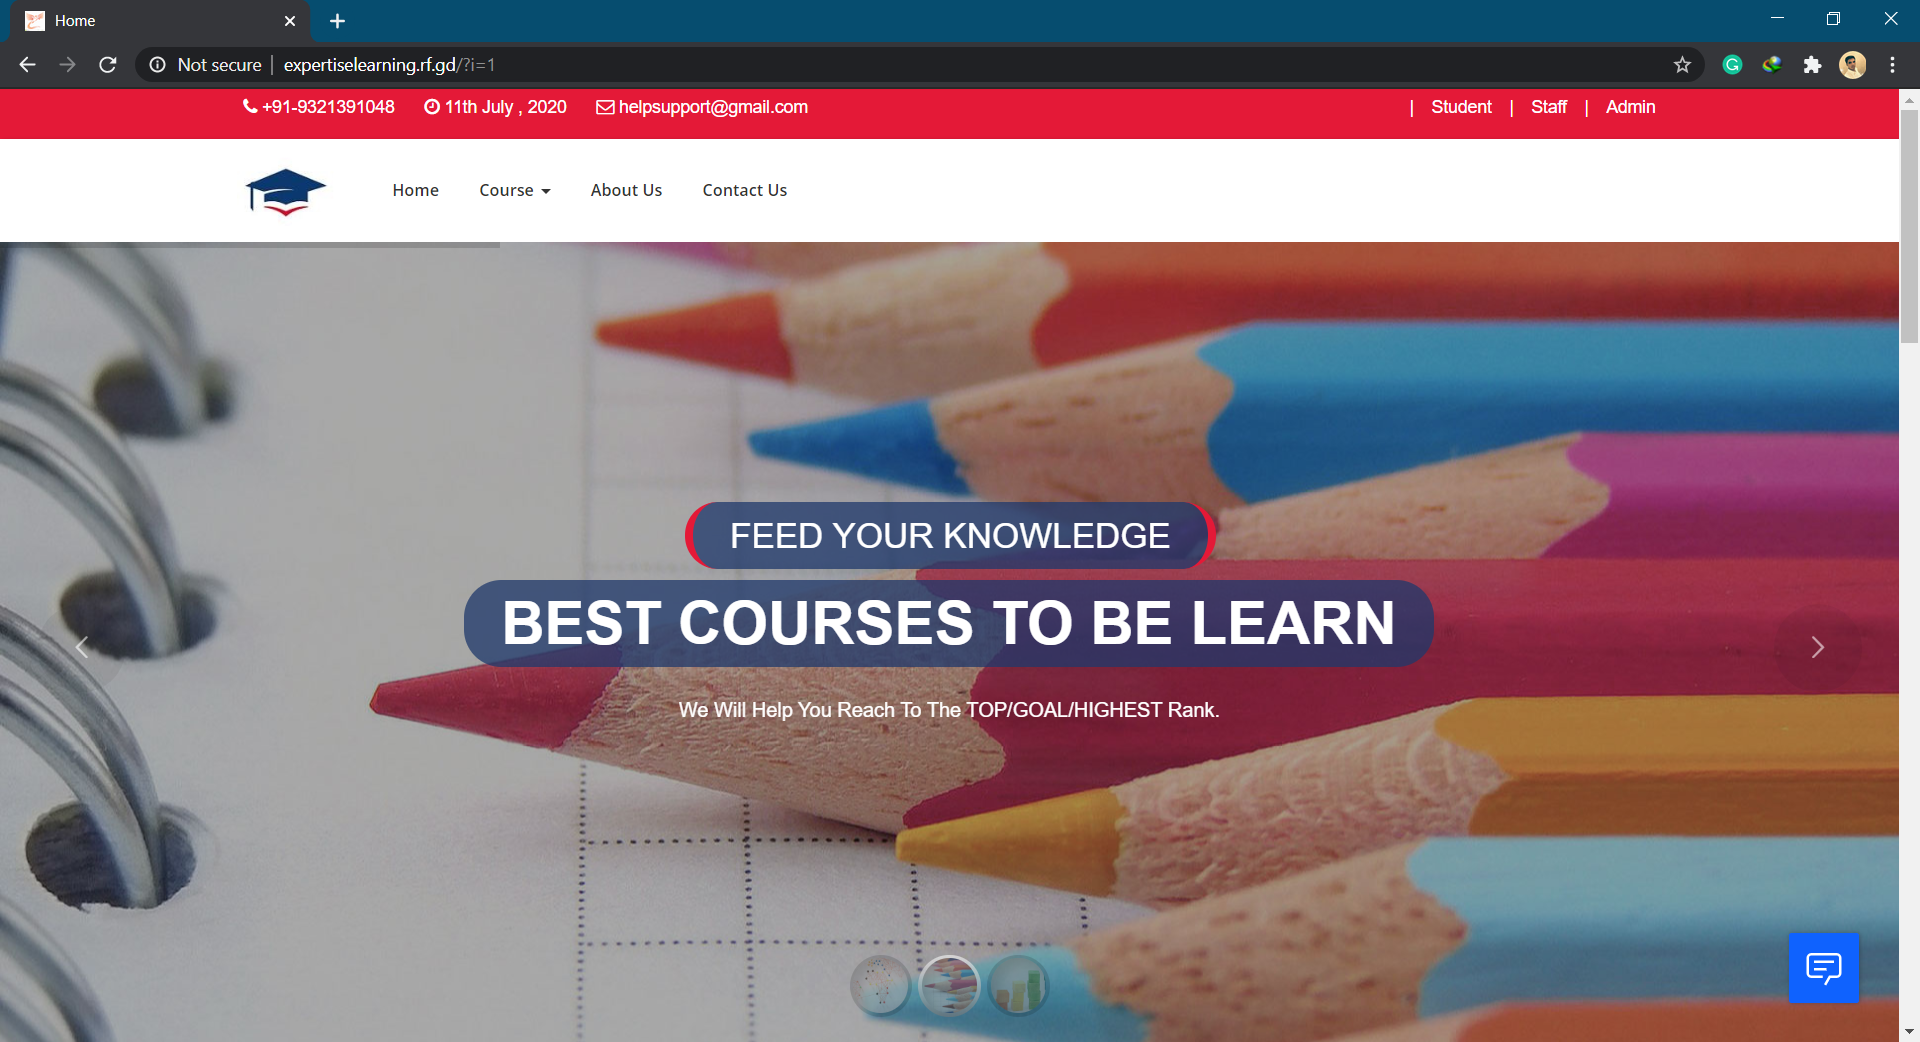 Home
Not secure | expertiselearning.rf.gd/?i=1
+91-9321391048 11th July , 2020 helpsupport@gmail.com | Student | Staff | Admin
Home Course About Us Contact Us
FEED YOUR KNOWLEDGE
BEST COURSES TO BE LEARN
We Will Help You Reach To The TOP/GOAL/HIGHEST Rank.